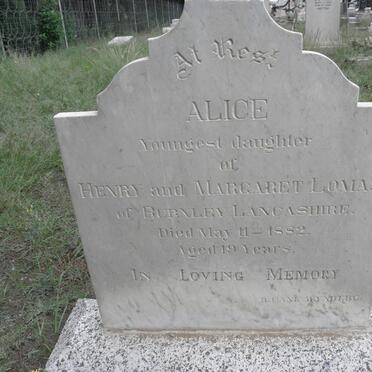 At Rest
ALICE
Youngest daughter
of
HENRY and MARGARET LOMA
of BURNLEY LANCASHIRE.
Died May 11th 1882.
Aged 19 Years.
IN LOVING MEMORY